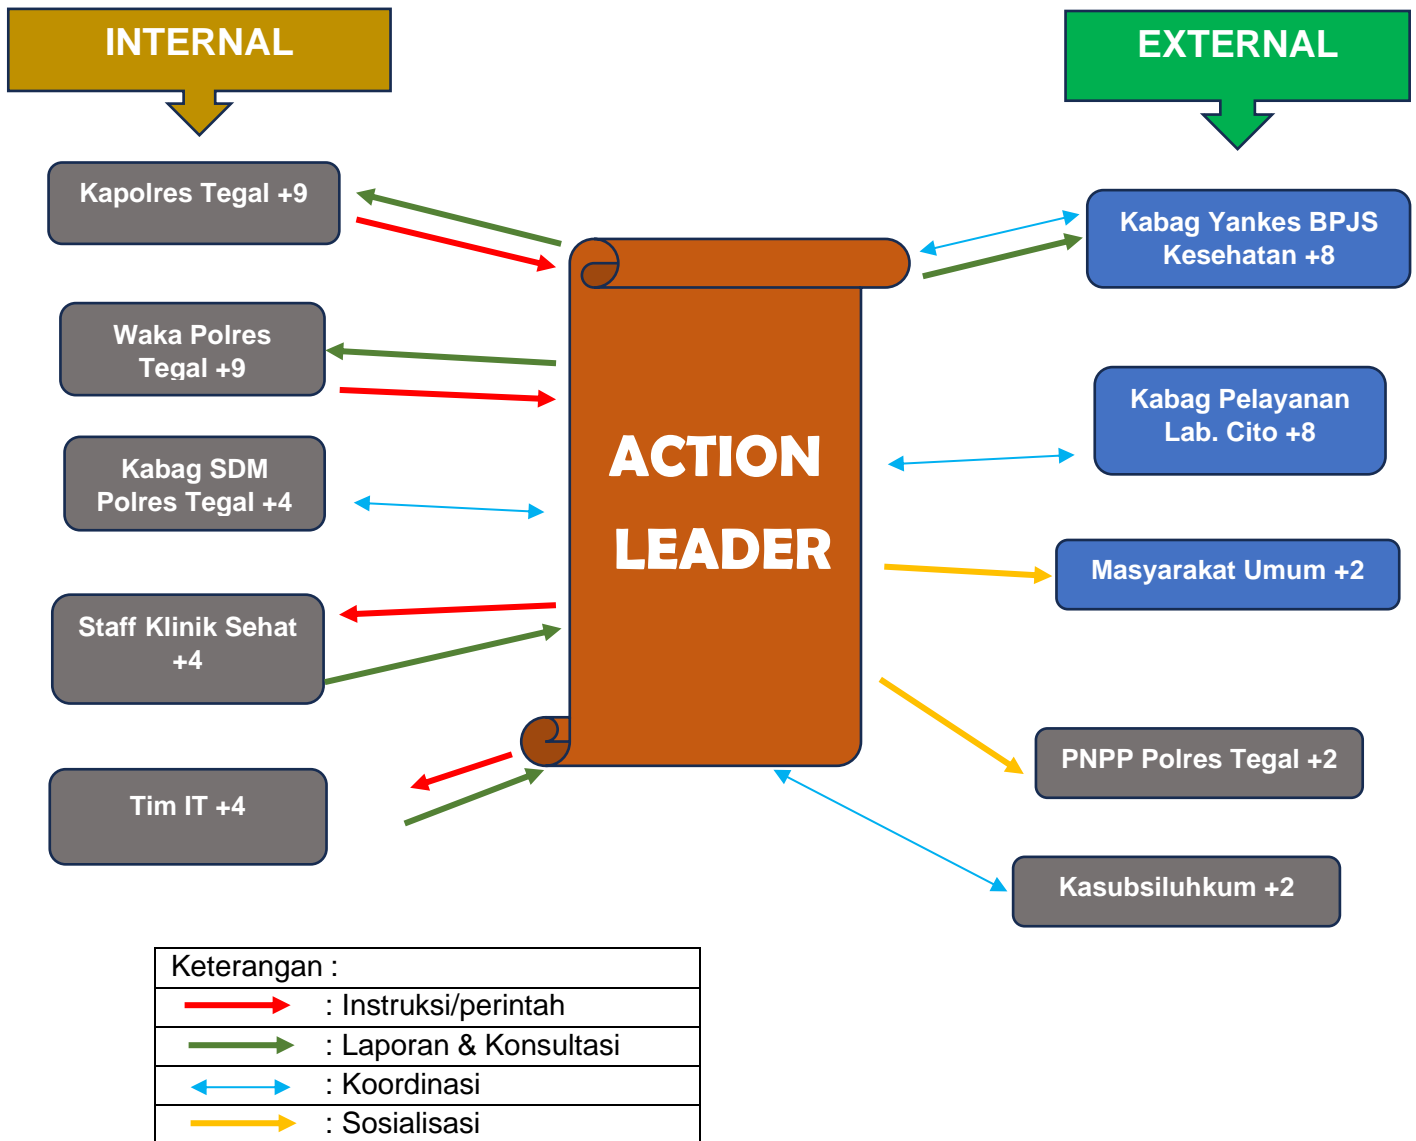 INTERNAL
EXTERNAL
Kapolres Tegal +9
Waka Polres
Tegal +9
Kabag SDM
Polres Tegal +4
Staff Klinik Sehat
+4
Tim IT +4
ACTION
LEADER
Kabag Yankes BPJS
Kesehatan +8
Kabag Pelayanan
Lab. Cito +8
Masyarakat Umum +2
PNPP Polres Tegal +2
Kasubsiluhkum +2
Keterangan :
: Instruksi/perintah
: Laporan & Konsultasi
: Koordinasi
: Sosialisasi